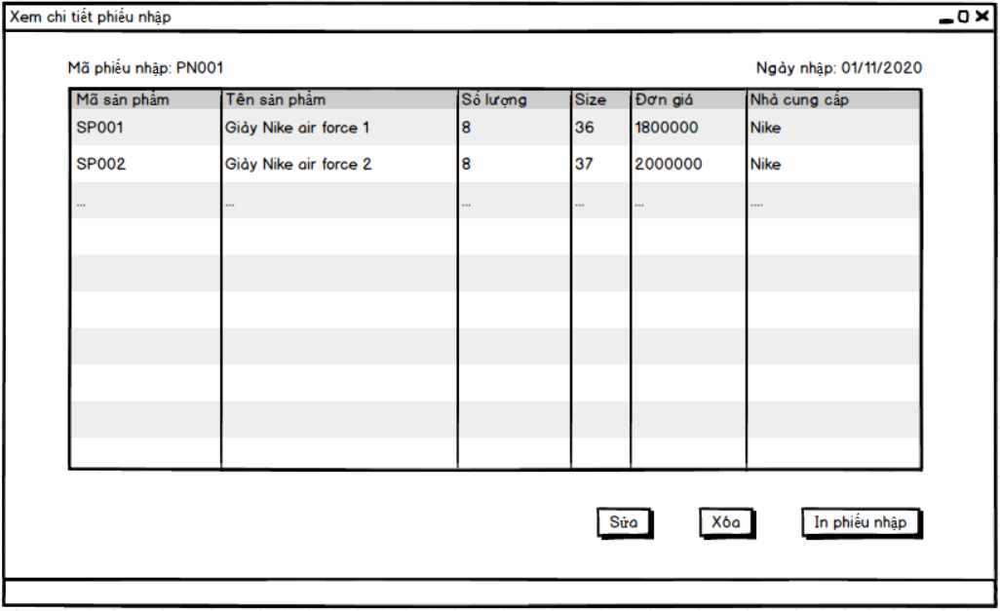 Xem chi tiết phiếu nhập
Mã phiếu nhập: PN001 Ngày nhập: 01/11/2020
Mã sản phẩm Tên sản phẩm Số lượng Size Đơn giá Nhà cung cấp
SP001 Giày Nike air force 1 8 36 1800000 Nike
SP002 Giày Nike air force 2 8 37 2000000 Nike
... ... ... ... ... ....
Sửa Xóa In phiếu nhập